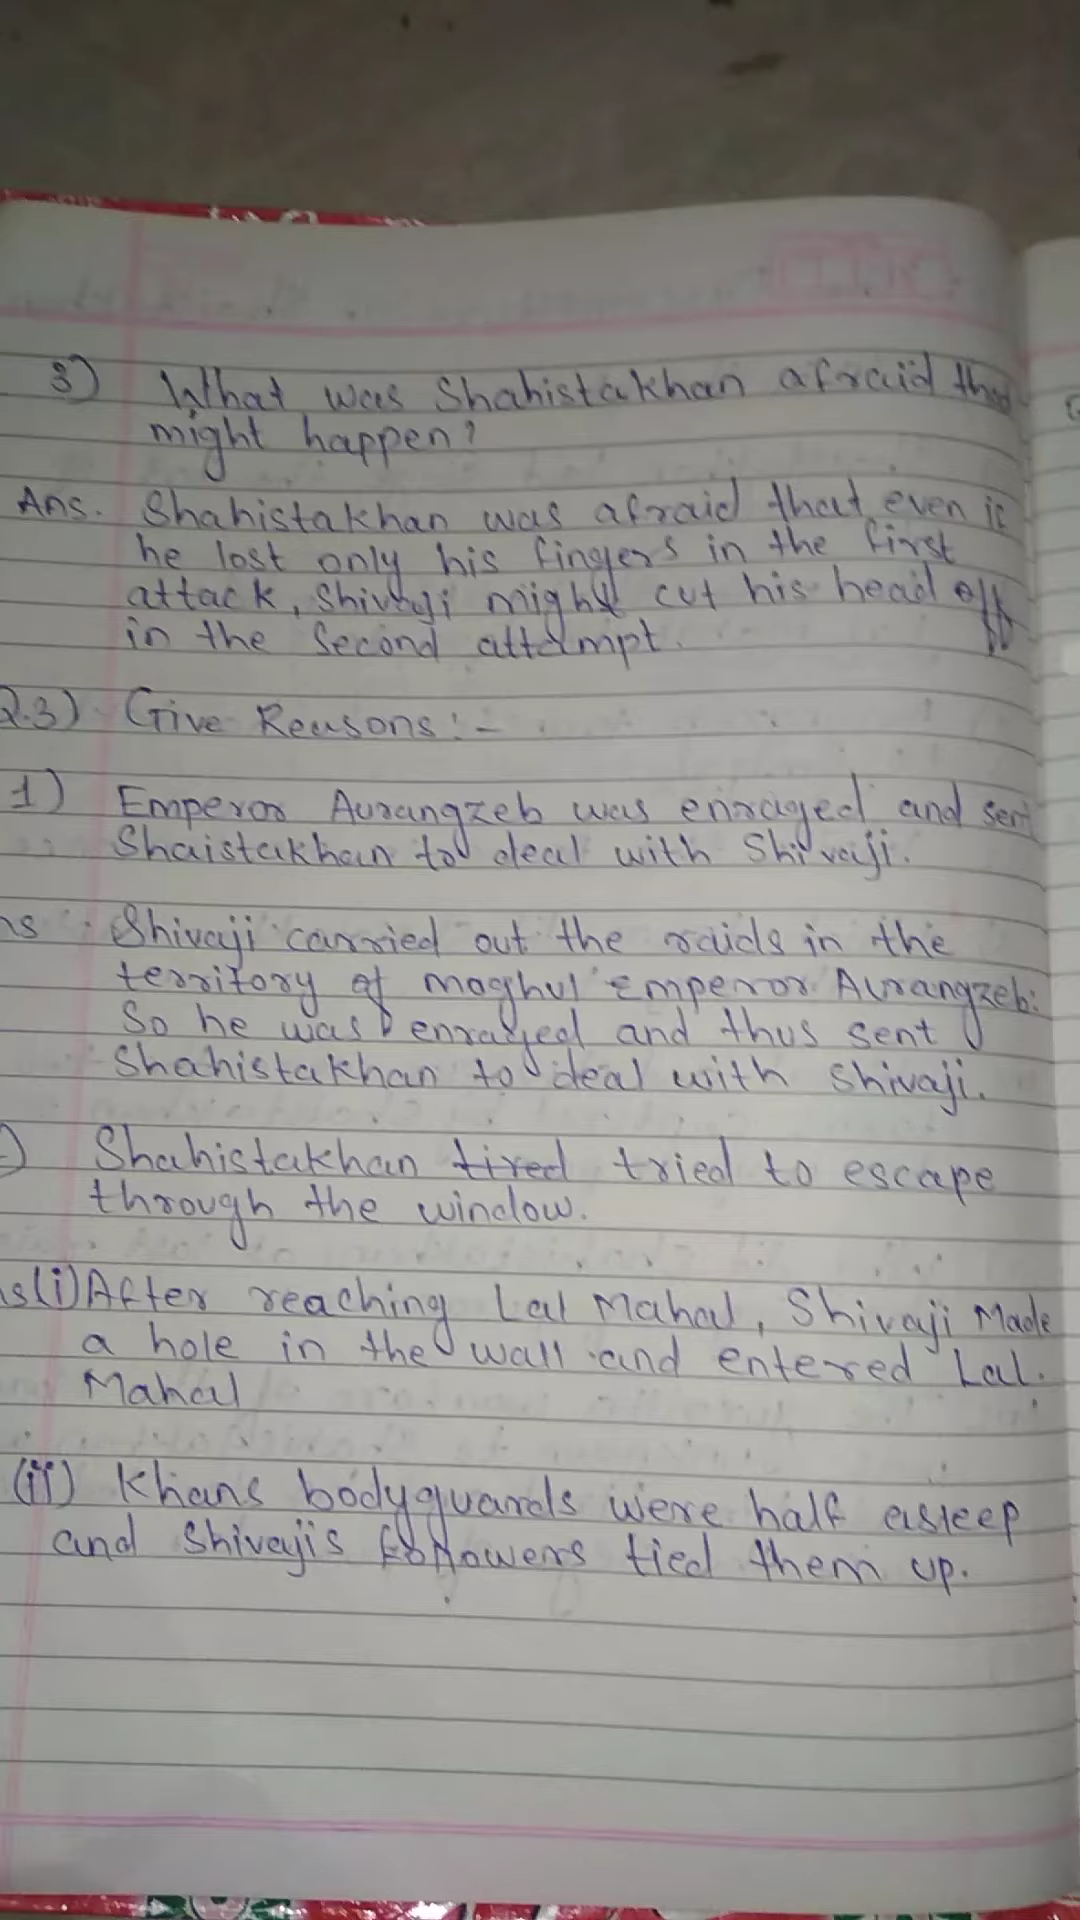 3) What was Shahistakhan afraid that
might happen?
Ans. Shahistakhan was afraid that even if
he lost only his fingers in the first
attack, Shivaji might cut his head off
in the Second attempt.
Q.3) Give Reasons :-
1) Emperor Aurangzeb was enraged and sent
Shaistakhan to deal with Shivaji.
ns Shivaji carried out the raids in the
territory of moghul Emperor Aurangzeb.
So he was enraged and thus sent
Shahistakhan to deal with Shivaji.
) Shahistakhan tired tried to escape
through the window.
s(i) After reaching Lal Mahal, Shivaji Made
a hole in the wall and entered Lal.
Mahal
(ii) Khans bodyguards were half asleep
and Shivajis followers tied them up.